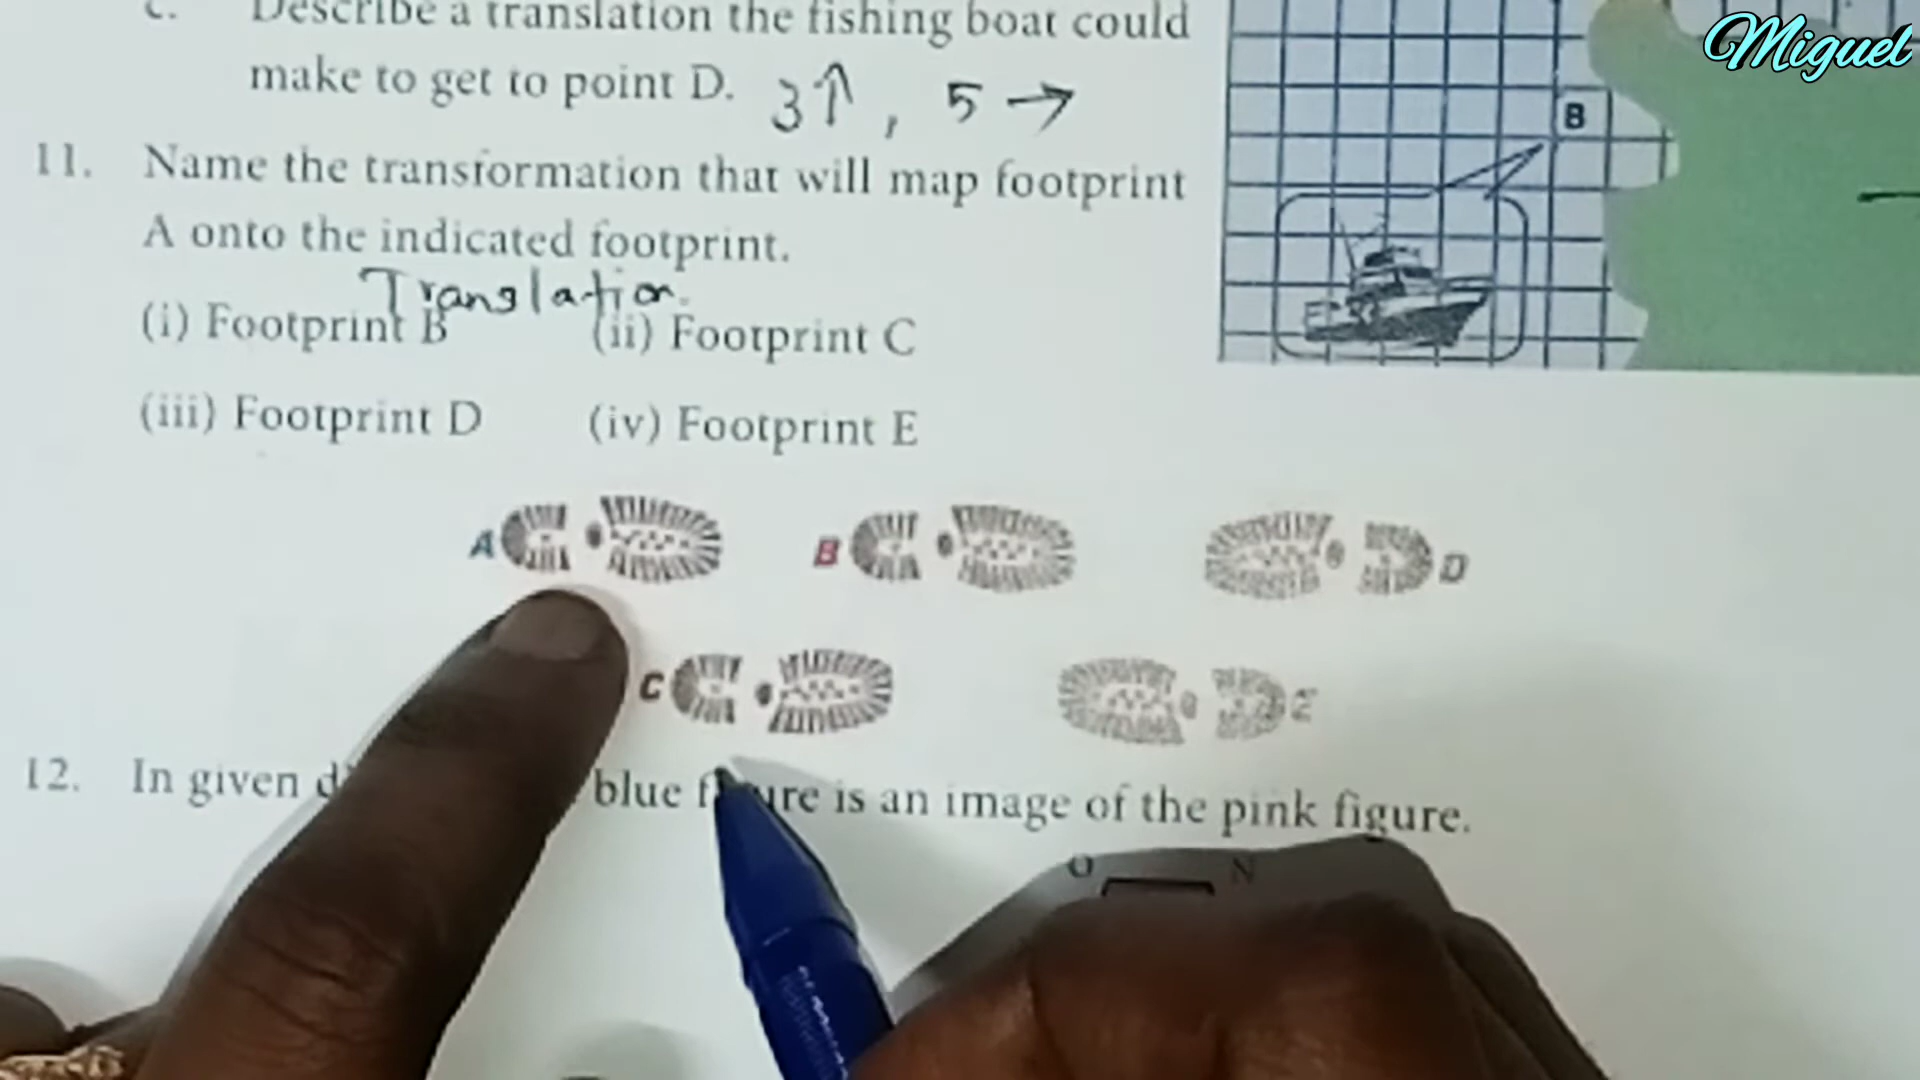 c. Describe a translation the fishing boat could
make to get to point D. 3↑, 5→
11. Name the transformation that will map footprint
A onto the indicated footprint.
Translation.
(i) Footprint B (ii) Footprint C
(iii) Footprint D (iv) Footprint E
A B D
C E
12. In given blue figure is an image of the pink figure.
O N
B
Miguel